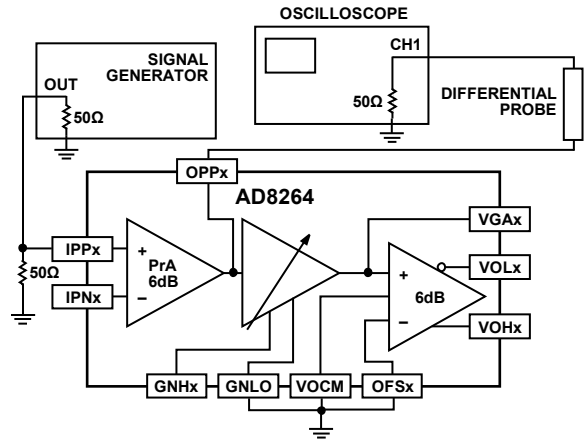 OSCILLOSCOPE
SIGNAL
GENERATOR
OUT
50Ω
CH1
50Ω
DIFFERENTIAL
PROBE
OPPx
AD8264
VGAx
IPPx
+
PrA
6dB
–
+
6dB
–
VOLx
50Ω
IPNx
VOHx
GNHx
GNLO
VOCM
OFSx